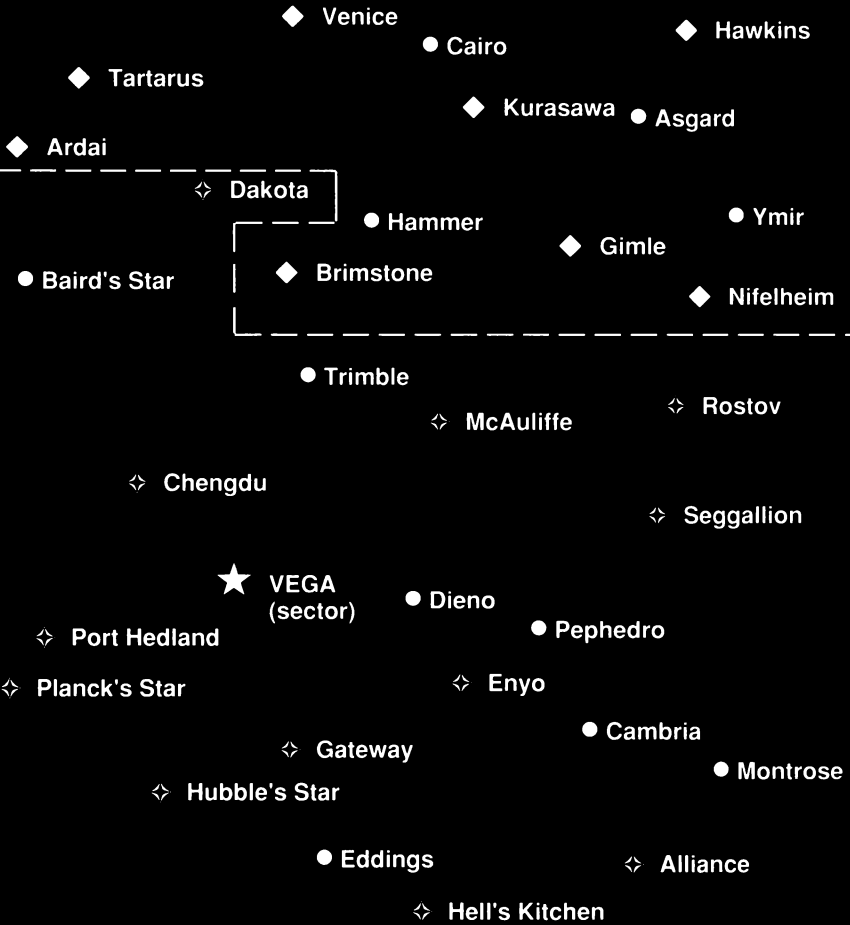 Venice
Hawkins
Cairo
Tartarus
Kurasawa
Asgard
Ardai
Dakota
Ymir
Hammer
Gimle
Brimstone
Baird's Star
Nifelheim
Trimble
Rostov
McAuliffe
Chengdu
Seggallion
VEGA
(sector)
Dieno
Pephedro
Port Hedland
Enyo
Planck's Star
Cambria
Gateway
Montrose
Hubble's Star
Eddings
Alliance
Hell's Kitchen